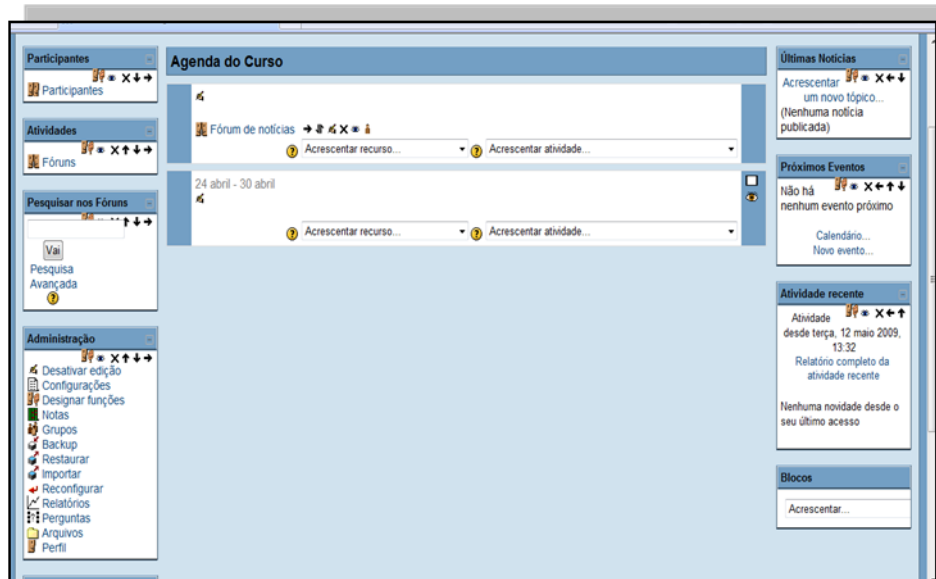 Participantes
Participantes
Atividades
Fóruns
Pesquisar nos Fóruns
Vai
Pesquisa
Avançada
Administração
Desativar edição
Configurações
Designar funções
Notas
Grupos
Backup
Restaurar
Importar
Reconfigurar
Relatórios
Perguntas
Arquivos
Perfil
Agenda do Curso
Fórum de notícias
Acrescentar recurso... Acrescentar atividade...
24 abril - 30 abril
Acrescentar recurso... Acrescentar atividade...
Últimas Notícias
Acrescentar
um novo tópico...
(Nenhuma notícia
publicada)
Próximos Eventos
Não há
nenhum evento próximo
Calendário...
Novo evento...
Atividade recente
Atividade
desde terça, 12 maio 2009,
13:32
Relatório completo da
atividade recente
Nenhuma novidade desde o
seu último acesso
Blocos
Acrescentar...